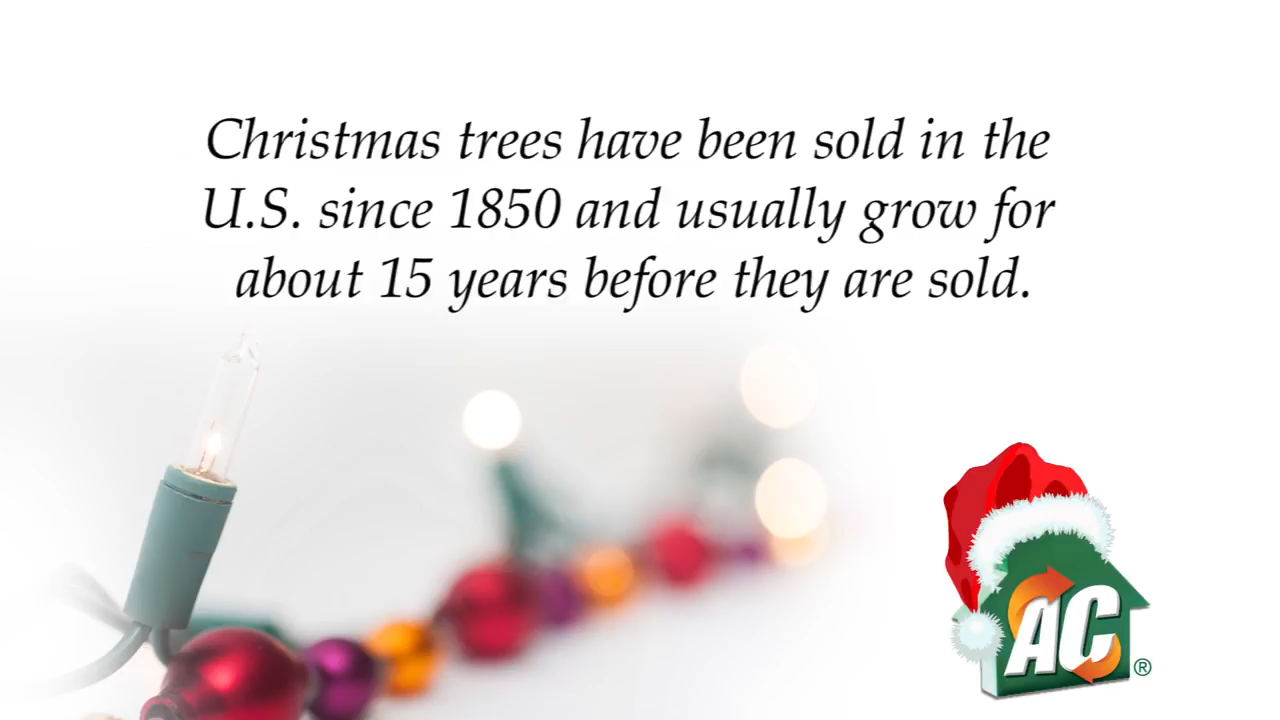 Christmas trees have been sold in the
U.S. since 1850 and usually grow for
about 15 years before they are sold.
AC®